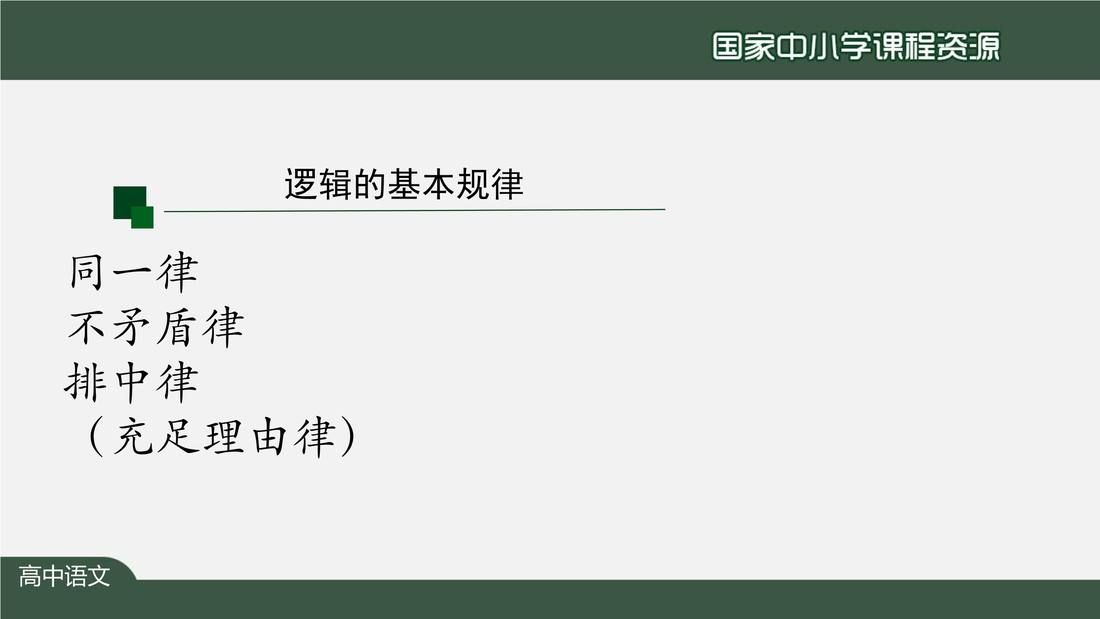 国家中小学课程资源
逻辑的基本规律
同一律
不矛盾律
排中律
（充足理由律）
高中语文